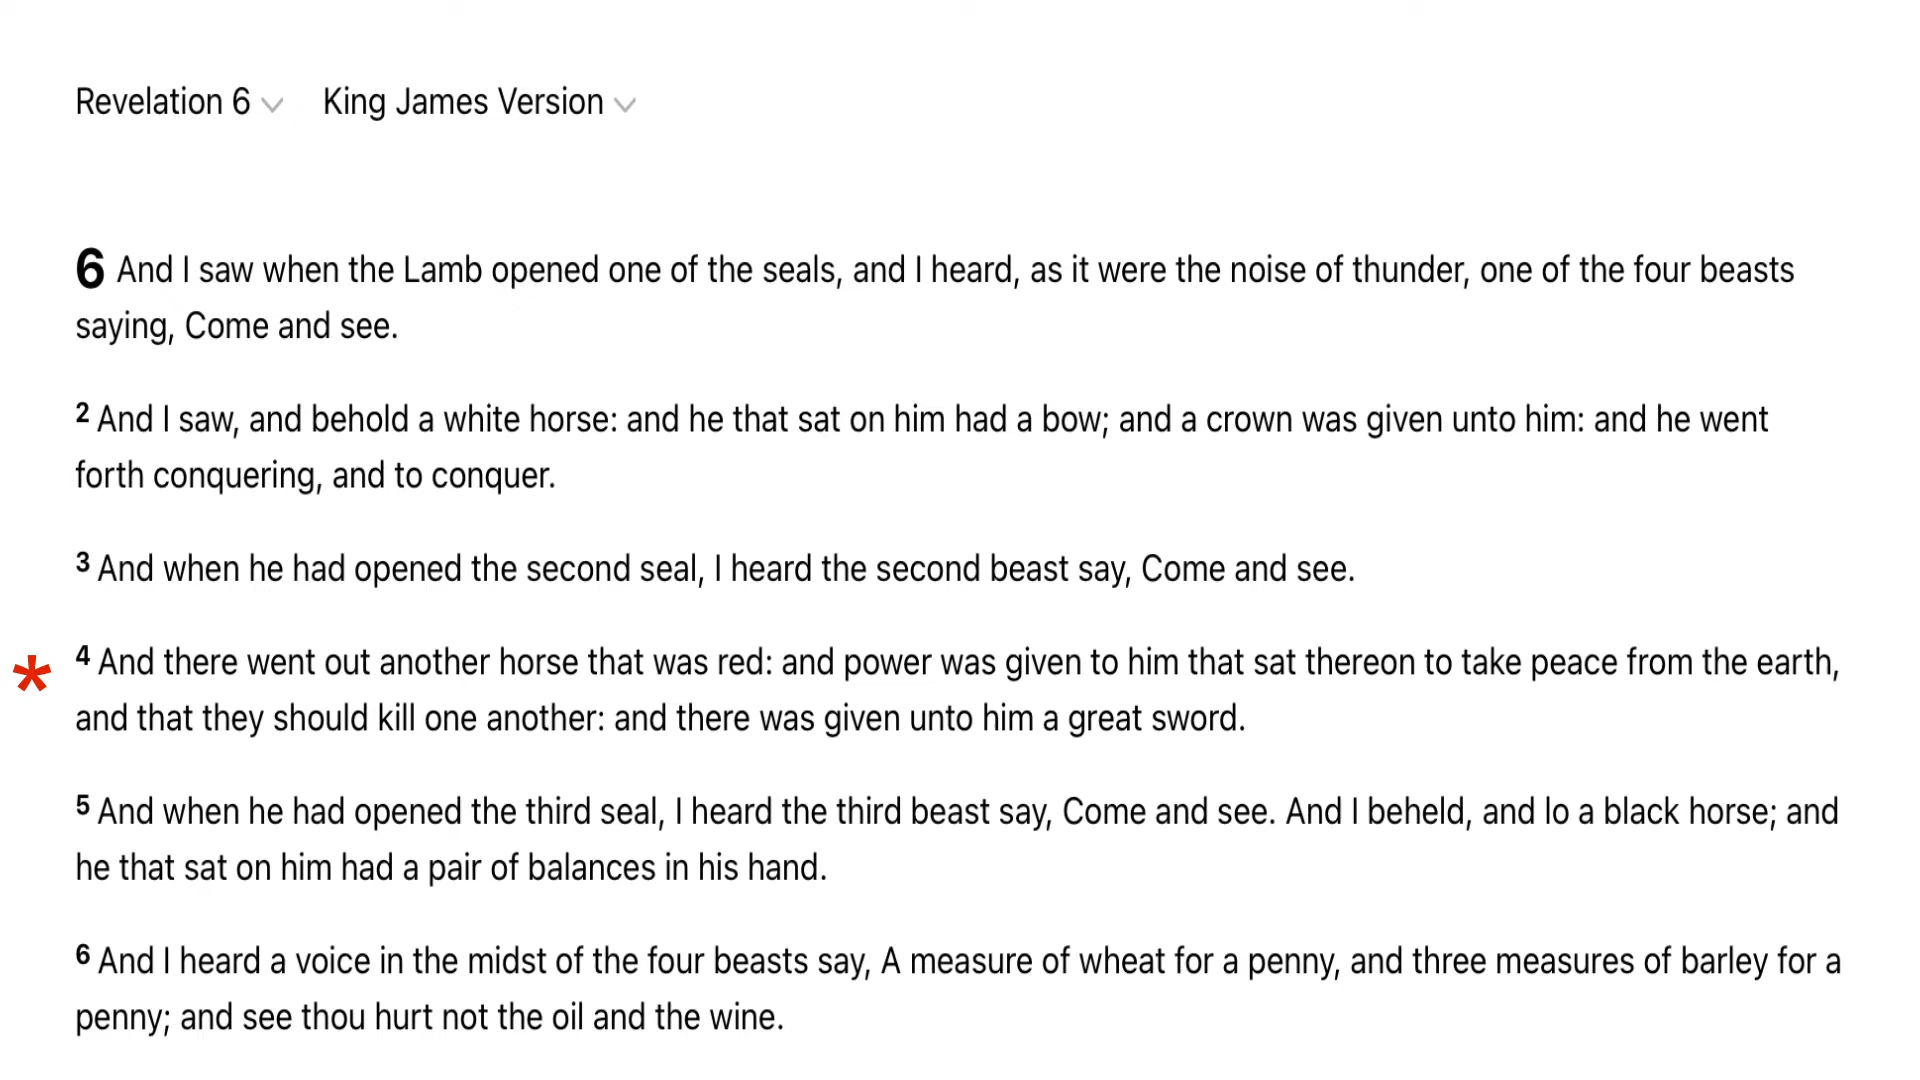 Revelation 6 King James Version
6 And I saw when the Lamb opened one of the seals, and I heard, as it were the noise of thunder, one of the four beasts
saying, Come and see.
2 And I saw, and behold a white horse: and he that sat on him had a bow; and a crown was given unto him: and he went
forth conquering, and to conquer.
3 And when he had opened the second seal, I heard the second beast say, Come and see.
* 4 And there went out another horse that was red: and power was given to him that sat thereon to take peace from the earth,
and that they should kill one another: and there was given unto him a great sword.
5 And when he had opened the third seal, I heard the third beast say, Come and see. And I beheld, and lo a black horse; and
he that sat on him had a pair of balances in his hand.
6 And I heard a voice in the midst of the four beasts say, A measure of wheat for a penny, and three measures of barley for a
penny; and see thou hurt not the oil and the wine.